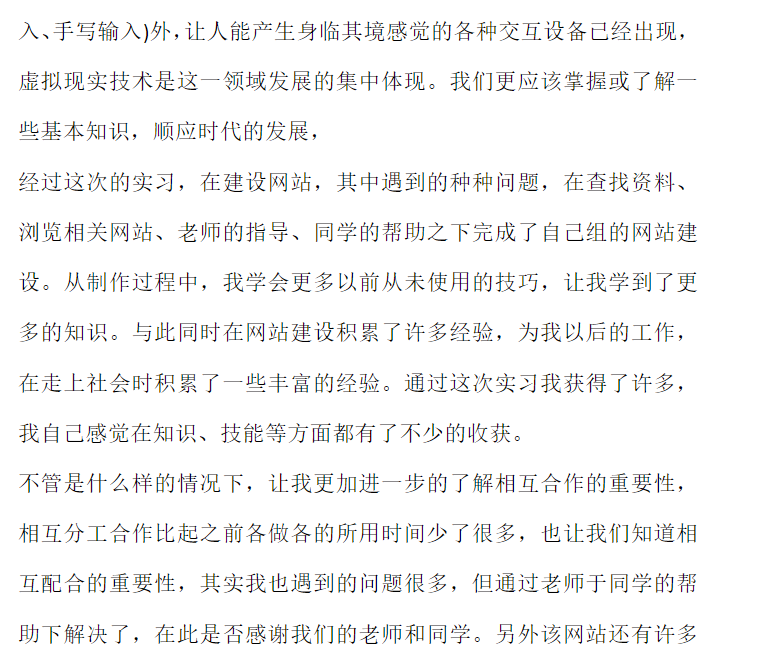 入、手写输入)外，让人能产生身临其境感觉的各种交互设备已经出现，
虚拟现实技术是这一领域发展的集中体现。我们更应该掌握或了解一
些基本知识，顺应时代的发展，
经过这次的实习，在建设网站，其中遇到的种种问题，在查找资料、
浏览相关网站、老师的指导、同学的帮助之下完成了自己组的网站建
设。从制作过程中，我学会更多以前从未使用的技巧，让我学到了更
多的知识。与此同时在网站建设积累了许多经验，为我以后的工作，
在走上社会时积累了一些丰富的经验。通过这次实习我获得了许多，
我自己感觉在知识、技能等方面都有了不少的收获。
不管是什么样的情况下，让我更加进一步的了解相互合作的重要性，
相互分工合作比起之前各做各的所用时间少了很多，也让我们知道相
互配合的重要性，其实我也遇到的问题很多，但通过老师于同学的帮
助下解决了，在此是否感谢我们的老师和同学。另外该网站还有许多